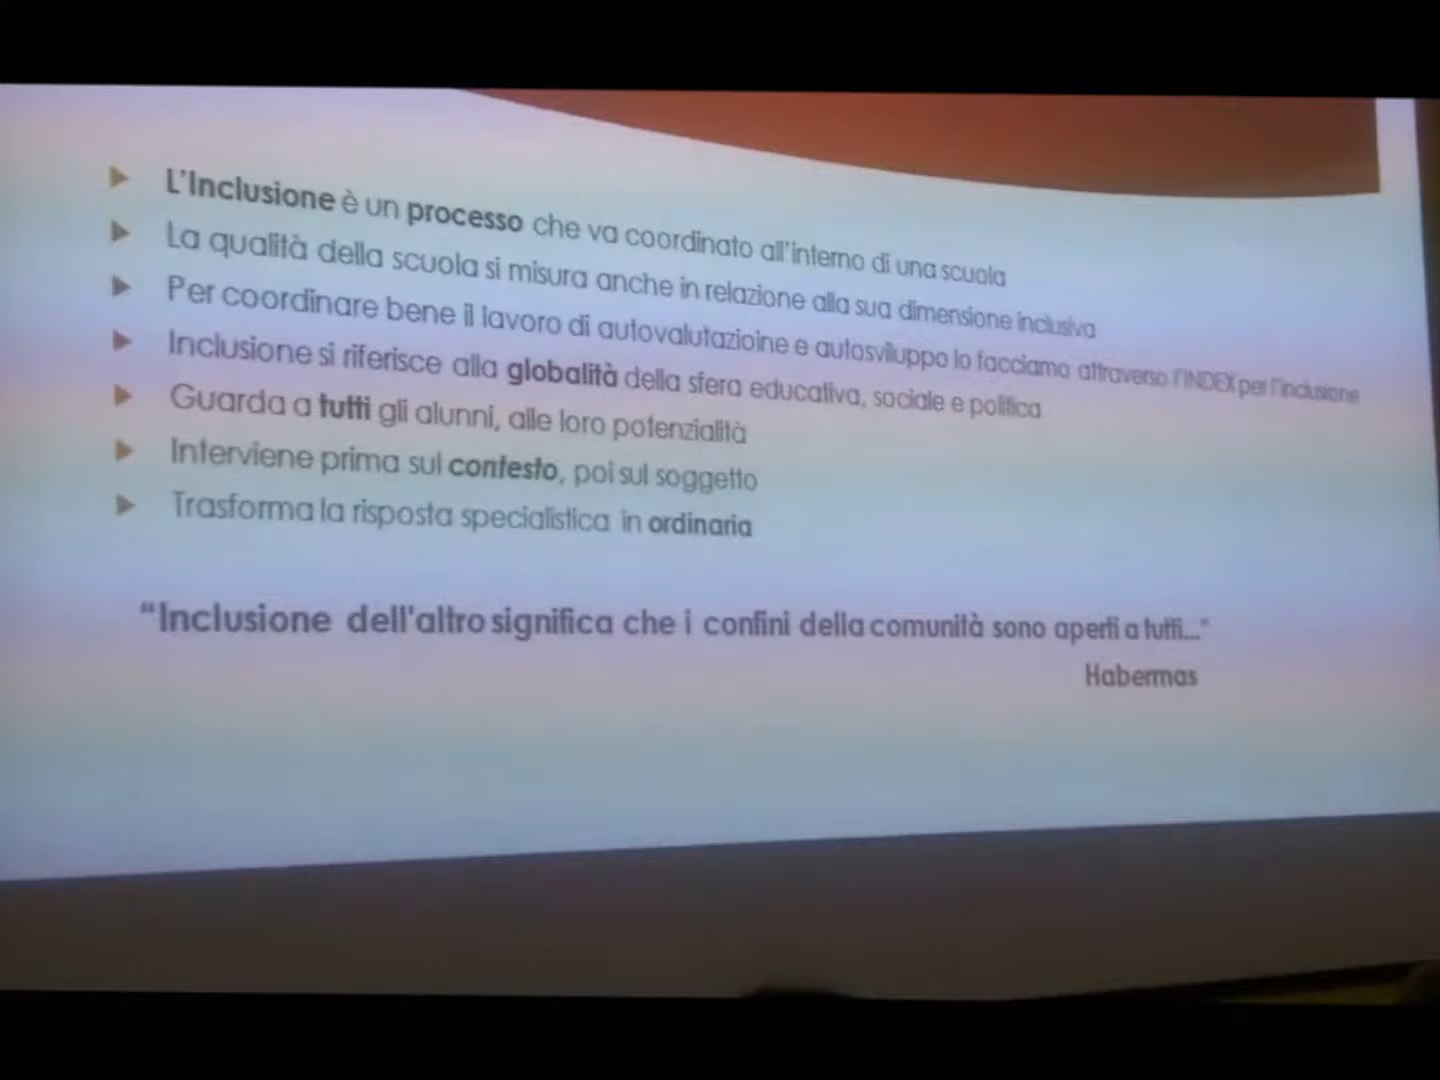 L'Inclusione è un processo che va coordinato all'interno di una scuola
La qualità della scuola si misura anche in relazione alla sua dimensione inclusiva
Per coordinare bene il lavoro di autovalutazioine e autosviluppo lo facciamo attraverso l'INDEX per l'inclusione
Inclusione si riferisce alla globalità della sfera educativa, sociale e politica
Guarda a tutti gli alunni, alle loro potenzialità
Interviene prima sul contesto, poi sul soggetto
Trasforma la risposta specialistica in ordinaria
"Inclusione dell'altro significa che i confini della comunità sono aperti a tutti..."
Habermas